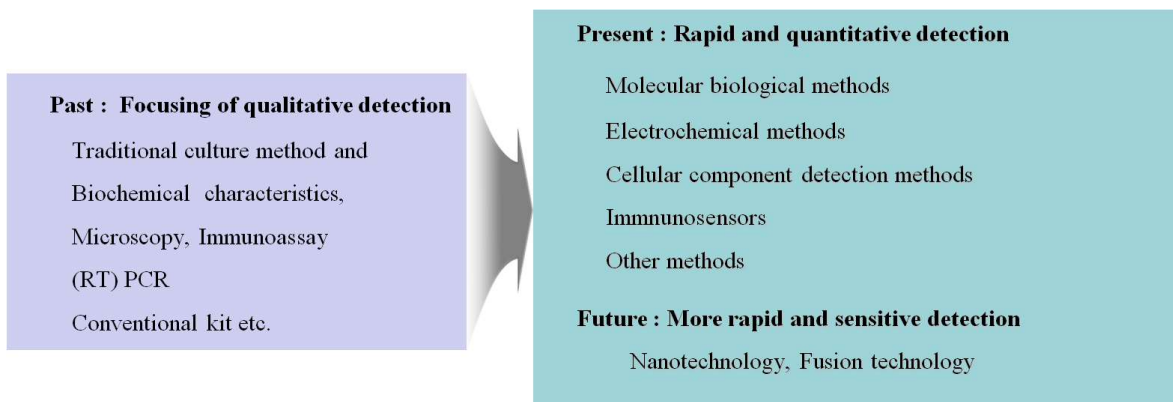 Past : Focusing of qualitative detection
Traditional culture method and
Biochemical characteristics,
Microscopy, Immunoassay
(RT) PCR
Conventional kit etc.
Present : Rapid and quantitative detection
Molecular biological methods
Electrochemical methods
Cellular component detection methods
Immnunosensors
Other methods
Future : More rapid and sensitive detection
Nanotechnology, Fusion technology